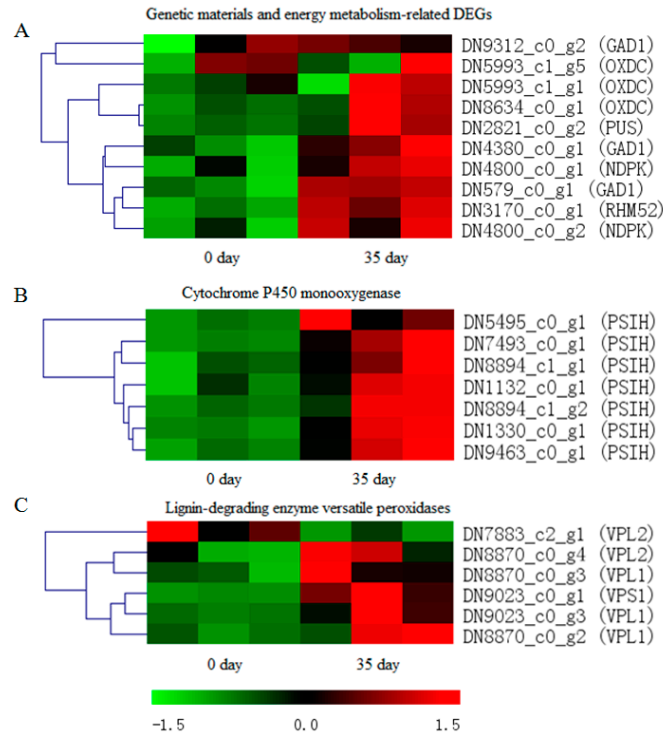 Genetic materials and energy metabolism-related DEGs
A
DN9312_c0_g2 (GAD1)
DN5993_c1_g5 (OXDC)
DN5993_c1_g1 (OXDC)
DN8634_c0_g1 (OXDC)
DN2821_c0_g2 (PUS)
DN4380_c0_g1 (GAD1)
DN4800_c0_g1 (NDPK)
DN579_c0_g1 (GAD1)
DN3170_c0_g1 (RHM52)
DN4800_c0_g2 (NDPK)
0 day 35 day
B
Cytochrome P450 monooxygenase
DN5495_c0_g1 (PSIH)
DN7493_c0_g1 (PSIH)
DN8894_c1_g1 (PSIH)
DN1132_c0_g1 (PSIH)
DN8894_c1_g2 (PSIH)
DN1330_c0_g1 (PSIH)
DN9463_c0_g1 (PSIH)
0 day 35 day
C
Lignin-degrading enzyme versatile peroxidases
DN7883_c2_g1 (VPL2)
DN8870_c0_g4 (VPL2)
DN8870_c0_g3 (VPL1)
DN9023_c0_g1 (VPS1)
DN9023_c0_g3 (VPL1)
DN8870_c0_g2 (VPL1)
0 day 35 day
-1.5 0.0 1.5